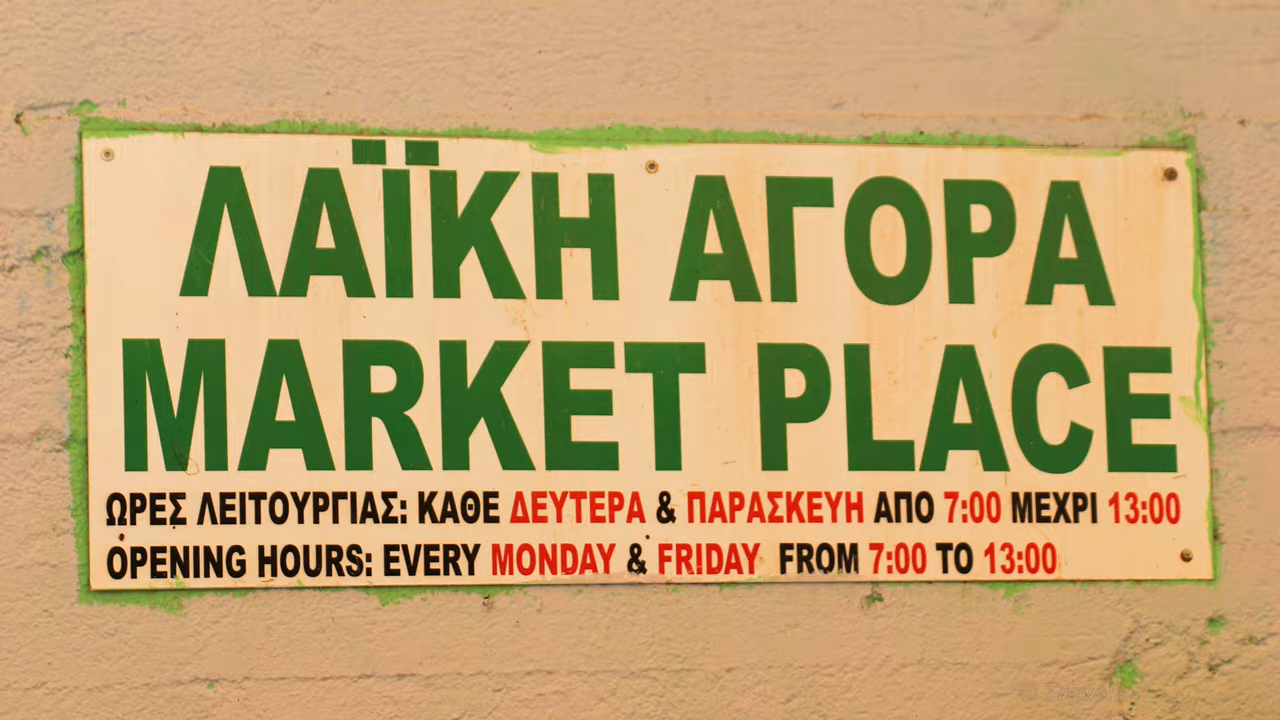 ΛΑΪΚΗ ΑΓΟΡΑ
MARKET PLACE
ΩΡΕΣ ΛΕΙΤΟΥΡΓΙΑΣ: ΚΑΘΕ ΔΕΥΤΕΡΑ & ΠΑΡΑΣΚΕΥΗ ΑΠΟ 7:00 ΜΕΧΡΙ 13:00
OPENING HOURS: EVERY MONDAY & FRIDAY FROM 7:00 TO 13:00